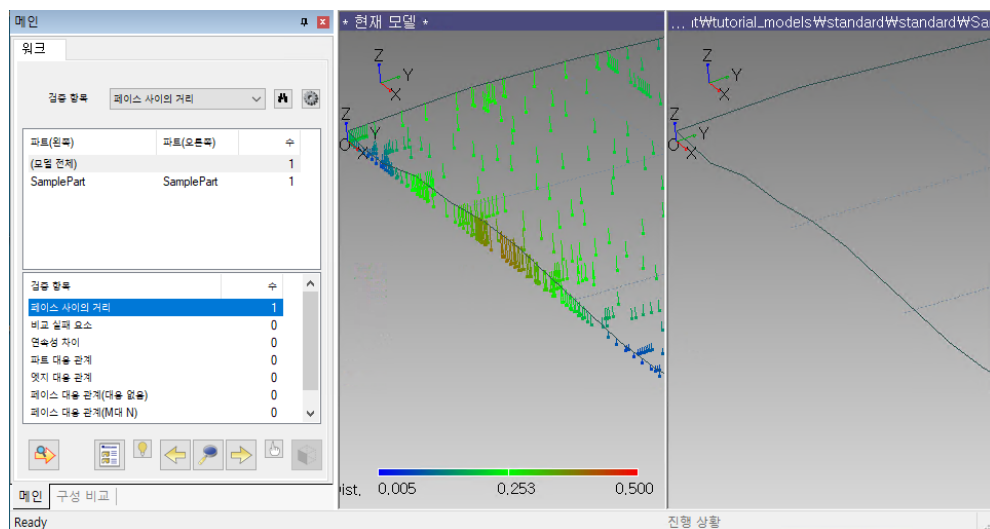 메인
워크
검증 항목 페이스 사이의 거리
파트(왼쪽) 파트(오른쪽) 수
(모델 전체) 1
SamplePart SamplePart 1
검증 항목 수
페이스 사이의 거리 1
비교 실패 요소 0
연속성 차이 0
파트 대응 관계 0
엣지 대응 관계 0
페이스 대응 관계(대응 없음) 0
페이스 대응 관계(M대 N) 0
메인 구성 비교
Ready
* 현재 모델 *
Z
Y
X
Z
Y
O
X
ist. 0.005 0.253 0.500
... ıt₩tutorial_models₩standard₩standard₩Sa
Z
Y
X
Z
Y
O
X
진행 상황